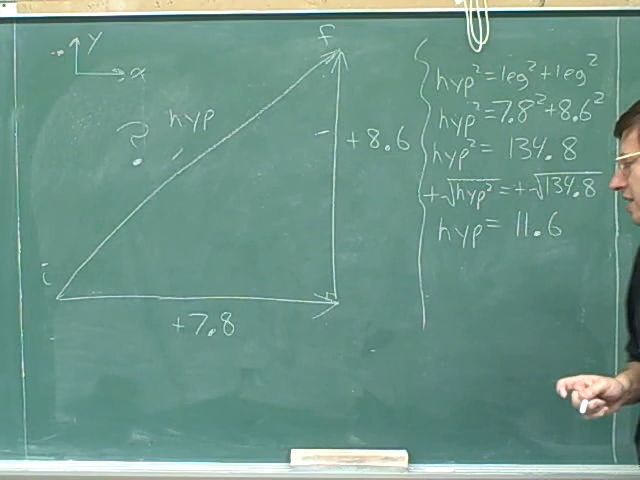 y
x
f
hyp
?
+8.6
i
+7.8
hyp²=leg²+leg²
hyp²=7.8²+8.6²
hyp²= 134.8
+√hyp²=+√134.8
hyp= 11.6